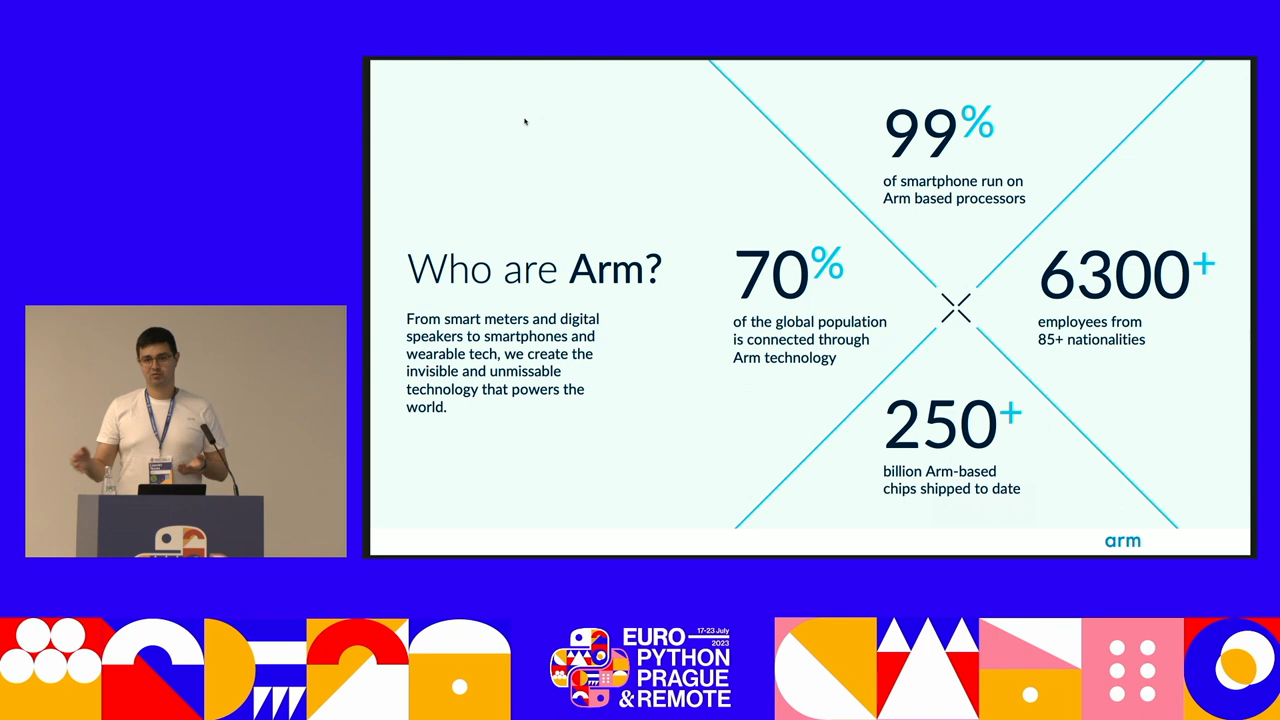 Who are Arm?
From smart meters and digital
speakers to smartphones and
wearable tech, we create the
invisible and unmissable
technology that powers the
world.
99%
of smartphone run on
Arm based processors
70%
of the global population
is connected through
Arm technology
6300+
employees from
85+ nationalities
250+
billion Arm-based
chips shipped to date
arm
EURO
17-23 July
2023
PYTHON
PRAGUE
& REMOTE